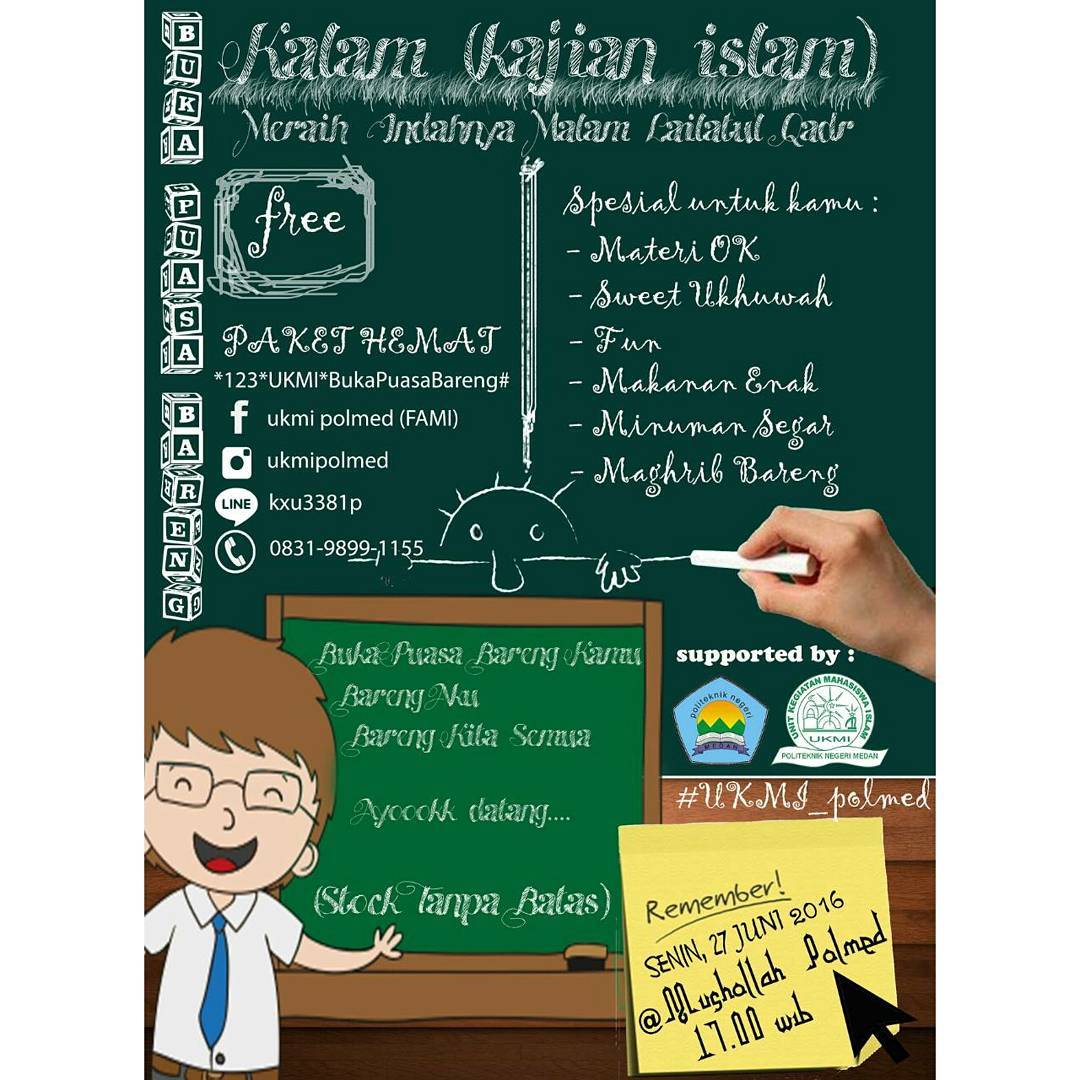 BUKA PUASA BARENG
Kalam (kajian islam)
Meraih Indahnya Malam Lailatul Qadr
free
PAKET HEMAT
*123*UKMI*BukaPuasaBareng#
ukmi polmed (FAMI)
ukmipolmed
LINE kxu3381p
0831-9899-1155
Spesial untuk kamu :
- Materi OK
- Sweet Ukhuwah
- Fun
- Makanan Enak
- Minuman Segar
- Maghrib Bareng
Buka Puasa Bareng Kamu
Bareng Aku
Bareng Kita Semua
Ayoookk datang....
(Stock Tanpa Batas)
supported by :
politeknik negeri
MEDAN
UNIT KEGIATAN MAHASISWA ISLAM
UKMI
POLITEKNIK NEGERI MEDAN
#UKMI_polmed
Remember!
SENIN, 27 JUNI 2016
@Mushollah Polmed
17.00 wib